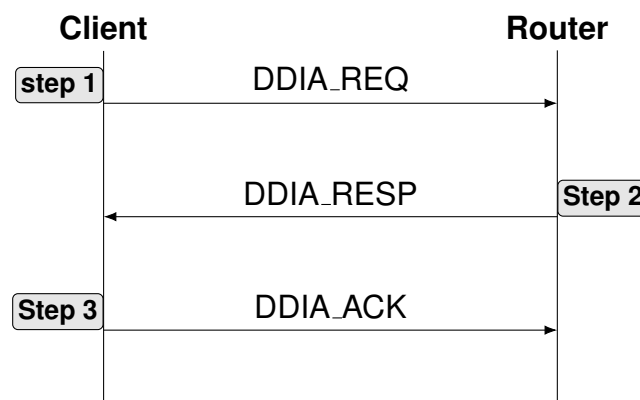 Client
Router
step 1
DDIA_REQ
DDIA_RESP
Step 2
Step 3
DDIA_ACK